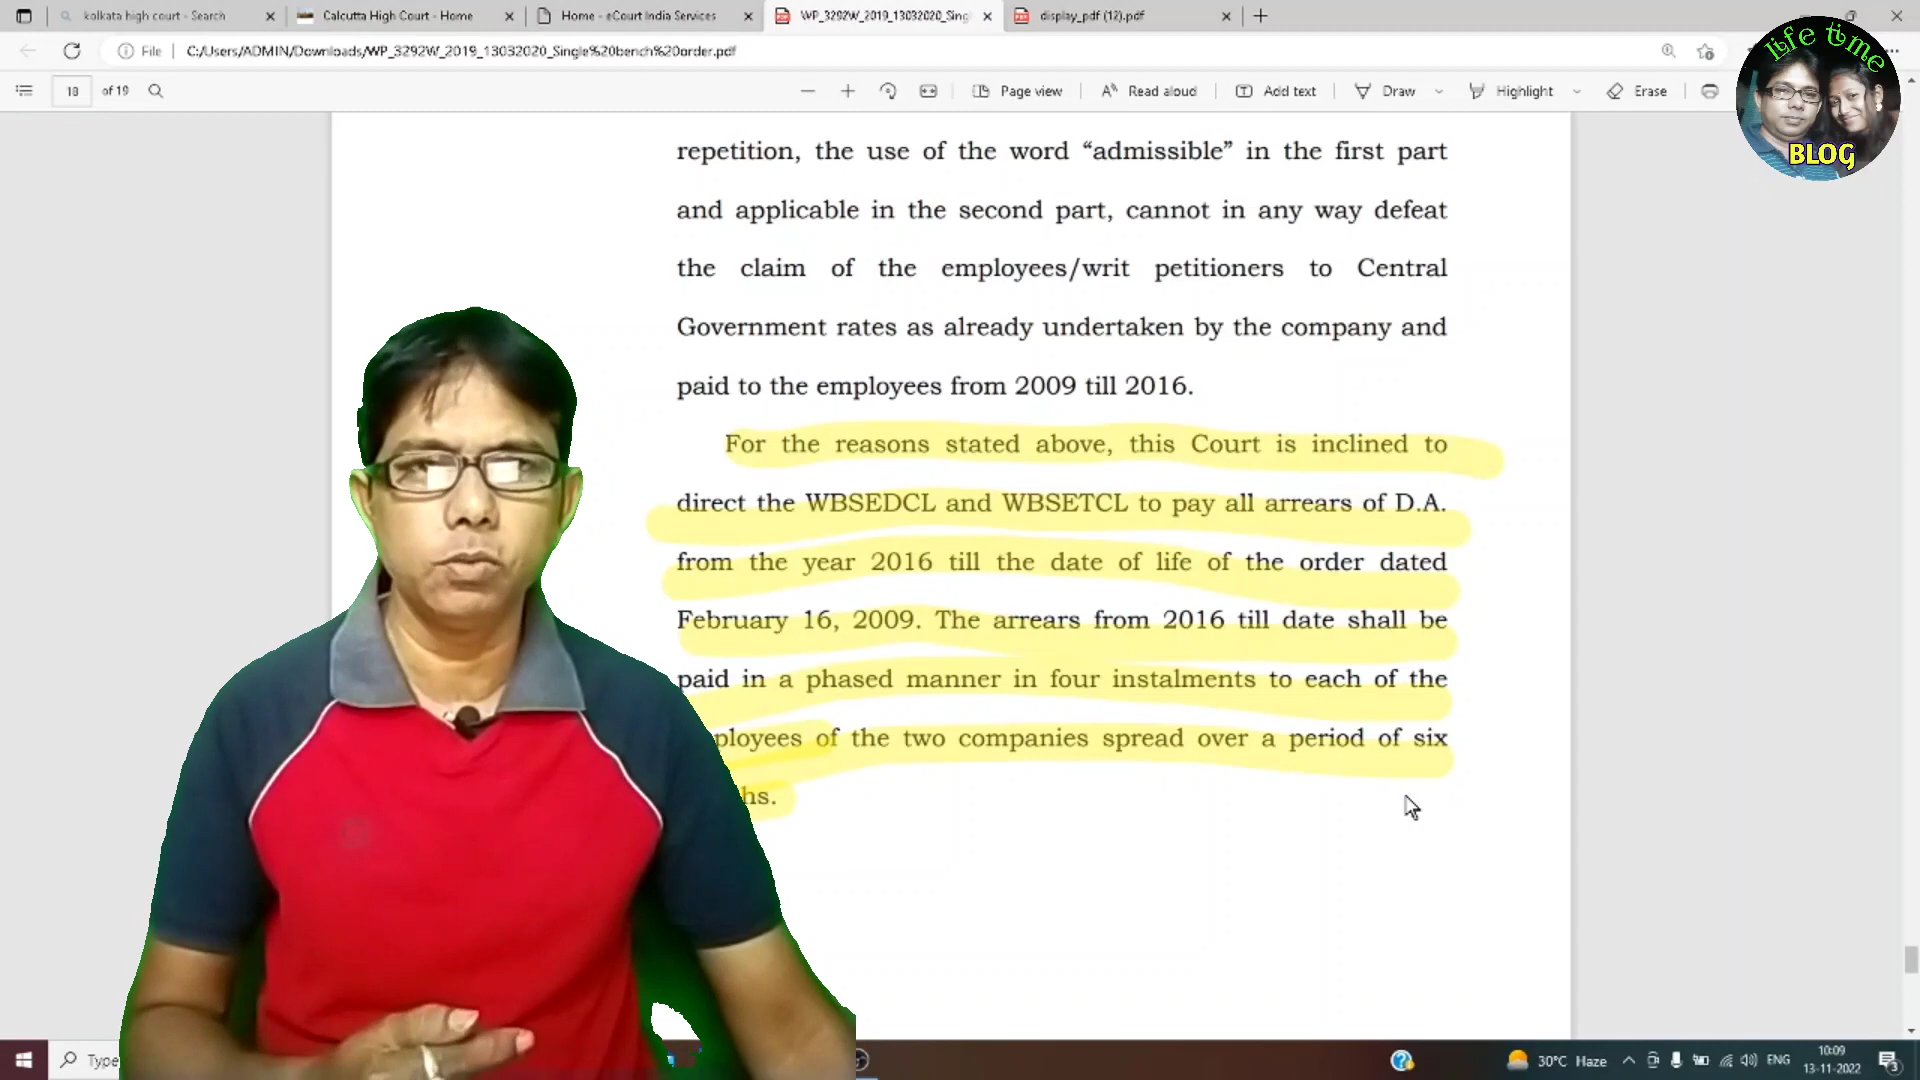 kolkata high court - Search
Calcutta High Court - Home
Home - eCourt India Services
WP_3292W_2019_13032020_Sing
display_pdf (12).pdf
File
C:/Users/ADMIN/Downloads/WP_3292W_2019_13032020_Single%20bench%20order.pdf
18 of 19
Page view
Read aloud
Add text
Draw
Highlight
Erase
life time
BLOG
repetition, the use of the word “admissible” in the first part
and applicable in the second part, cannot in any way defeat
the claim of the employees/writ petitioners to Central
Government rates as already undertaken by the company and
paid to the employees from 2009 till 2016.
For the reasons stated above, this Court is inclined to
direct the WBSEDCL and WBSETCL to pay all arrears of D.A.
from the year 2016 till the date of life of the order dated
February 16, 2009. The arrears from 2016 till date shall be
paid in a phased manner in four instalments to each of the
ployees of the two companies spread over a period of six
hs.
Type
30°C Haze
ENG
10:09
13-11-2022
3